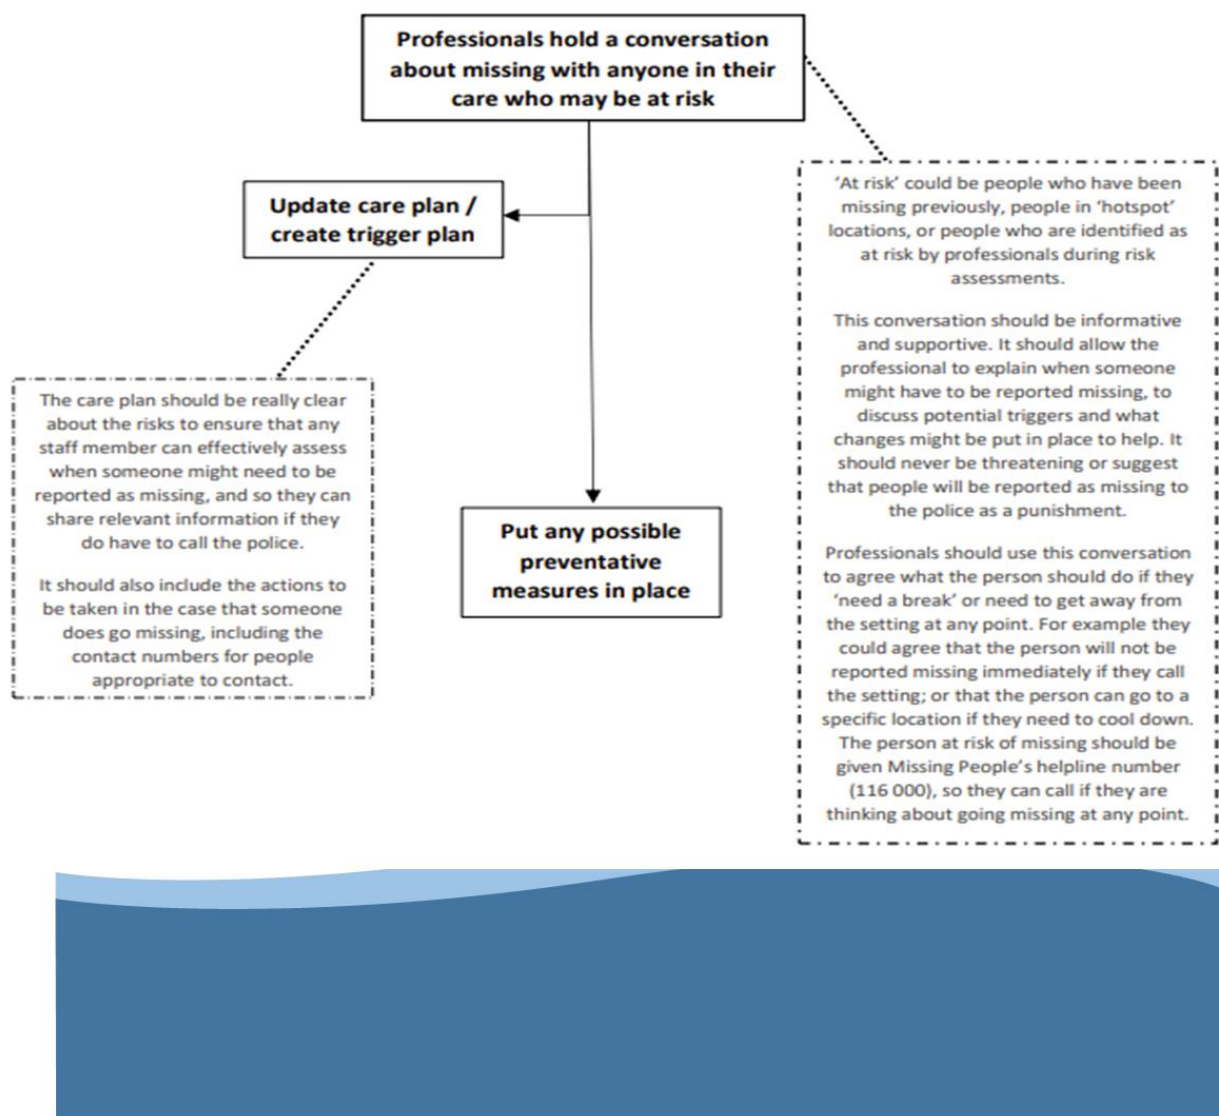 Professionals hold a conversation
about missing with anyone in their
care who may be at risk
Update care plan /
create trigger plan
The care plan should be really clear
about the risks to ensure that any
staff member can effectively assess
when someone might need to be
reported as missing, and so they can
share relevant information if they
do have to call the police.
It should also include the actions to
be taken in the case that someone
does go missing, including the
contact numbers for people
appropriate to contact.
Put any possible
preventative
measures in place
‘At risk’ could be people who have been
missing previously, people in ‘hotspot’
locations, or people who are identified as
at risk by professionals during risk
assessments.
This conversation should be informative
and supportive. It should allow the
professional to explain when someone
might have to be reported missing, to
discuss potential triggers and what
changes might be put in place to help. It
should never be threatening or suggest
that people will be reported as missing to
the police as a punishment.
Professionals should use this conversation
to agree what the person should do if they
‘need a break’ or need to get away from
the setting at any point. For example they
could agree that the person will not be
reported missing immediately if they call
the setting; or that the person can go to a
specific location if they need to cool down.
The person at risk of missing should be
given Missing People’s helpline number
(116 000), so they can call if they are
thinking about going missing at any point.